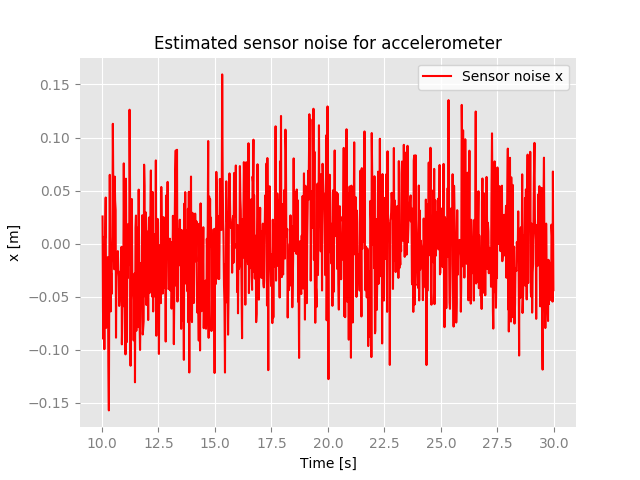 Estimated sensor noise for accelerometer
Sensor noise x
0.15
0.10
0.05
0.00
−0.05
−0.10
−0.15
x [m]
10.0 12.5 15.0 17.5 20.0 22.5 25.0 27.5 30.0
Time [s]